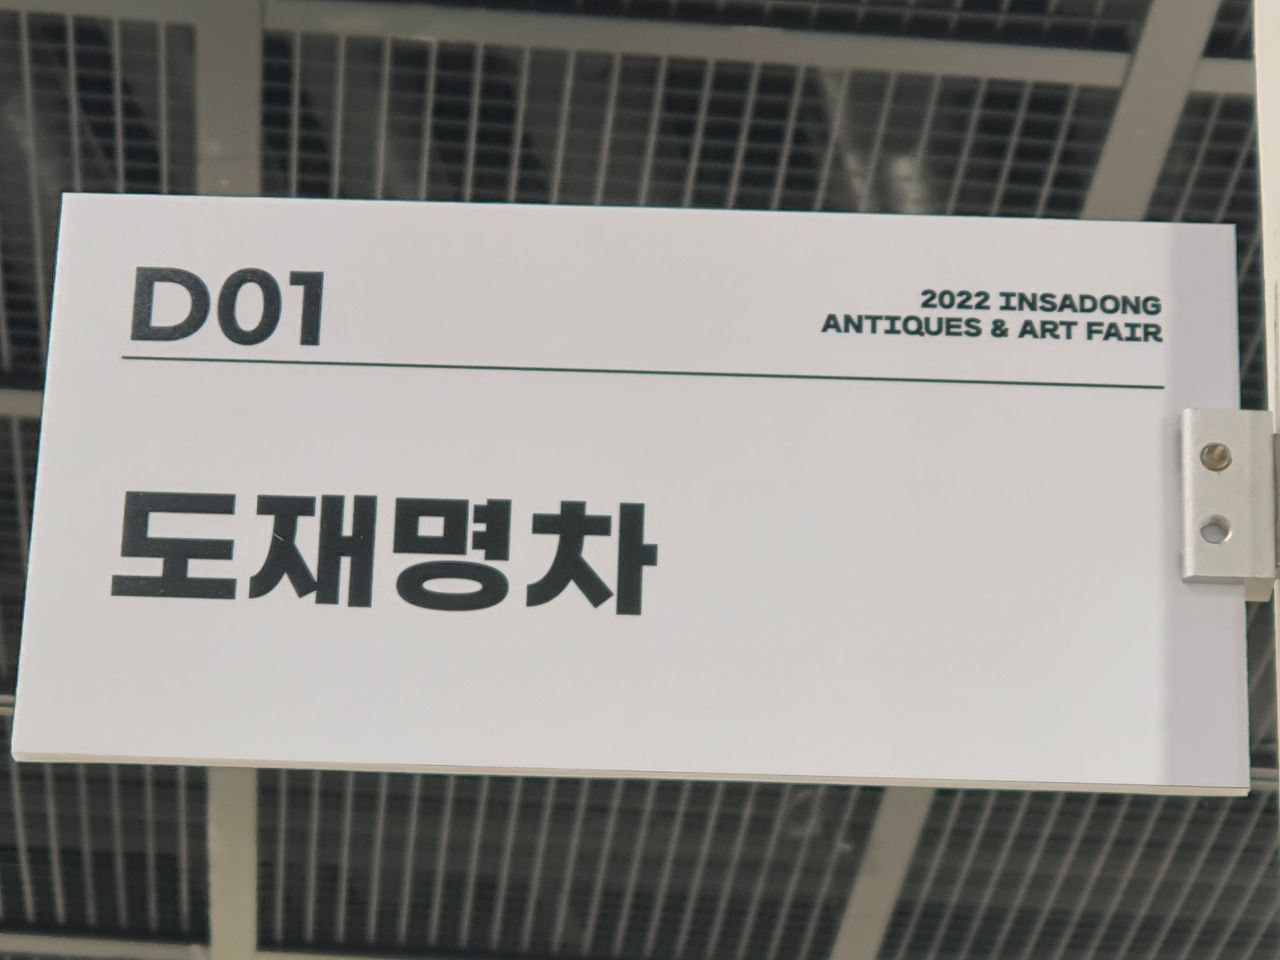 D01
2022 INSADONG
ANTIQUES & ART FAIR
도재명차